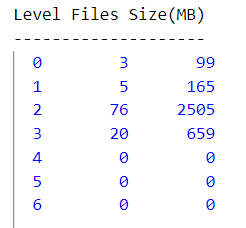 Level Files Size(MB)
--------------------
0 3 99
1 5 165
2 76 2505
3 20 659
4 0 0
5 0 0
6 0 0